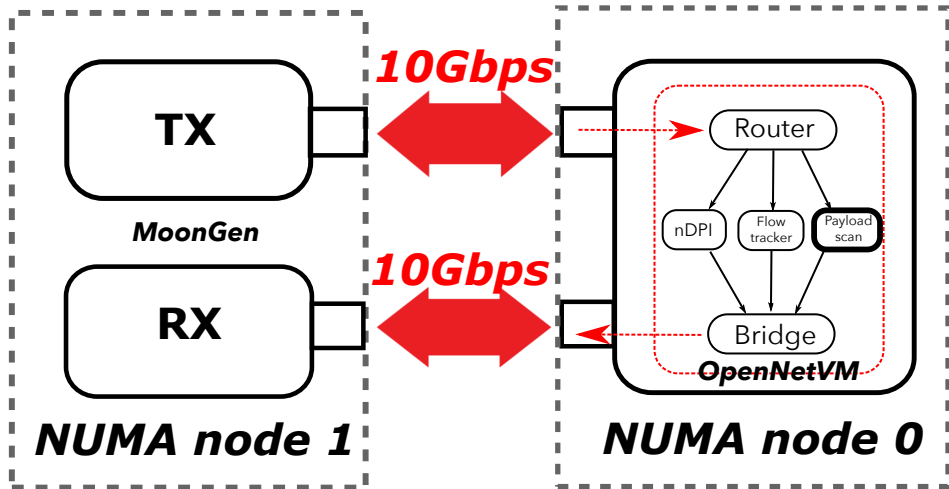 10Gbps
TX
MoonGen
10Gbps
RX
NUMA node 1
Router
nDPI
Flow
tracker
Payload
scan
Bridge
OpenNetVM
NUMA node 0